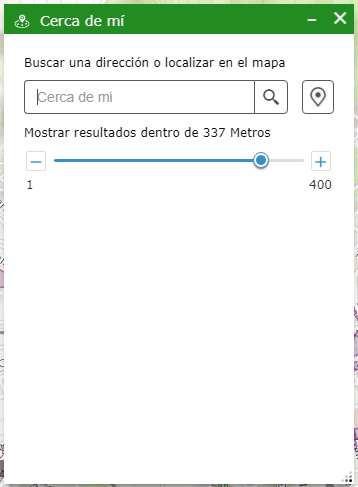 Cerca de mí
Buscar una dirección o localizar en el mapa
Cerca de mí
Mostrar resultados dentro de 337 Metros
1
400